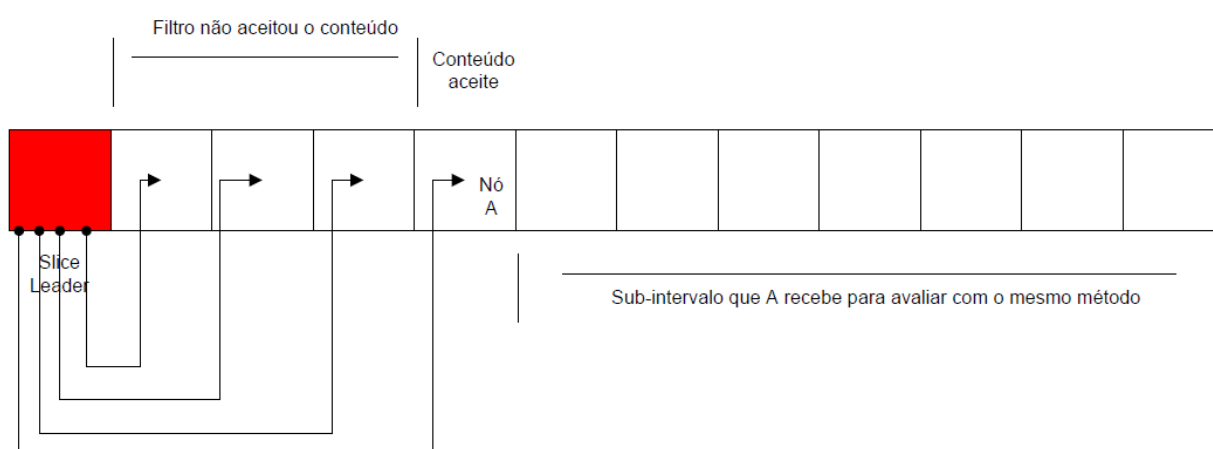 Filtro não aceitou o conteúdo
Conteúdo
aceite
Nó
A
Slice
Leader
Sub-intervalo que A recebe para avaliar com o mesmo método